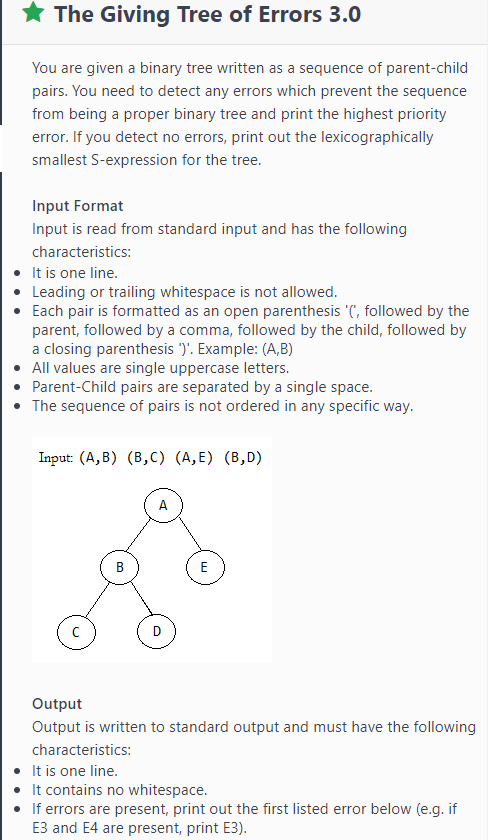 The Giving Tree of Errors 3.0
You are given a binary tree written as a sequence of parent-child
pairs. You need to detect any errors which prevent the sequence
from being a proper binary tree and print the highest priority
error. If you detect no errors, print out the lexicographically
smallest S-expression for the tree.
Input Format
Input is read from standard input and has the following
characteristics:
It is one line.
Leading or trailing whitespace is not allowed.
Each pair is formatted as an open parenthesis '(', followed by the
parent, followed by a comma, followed by the child, followed by
a closing parenthesis ')'. Example: (A,B)
All values are single uppercase letters.
Parent-Child pairs are separated by a single space.
The sequence of pairs is not ordered in any specific way.
Input: (A,B) (B,C) (A,E) (B,D)
A
B E
C D
Output
Output is written to standard output and must have the following
characteristics:
It is one line.
It contains no whitespace.
If errors are present, print out the first listed error below (e.g. if
E3 and E4 are present, print E3).